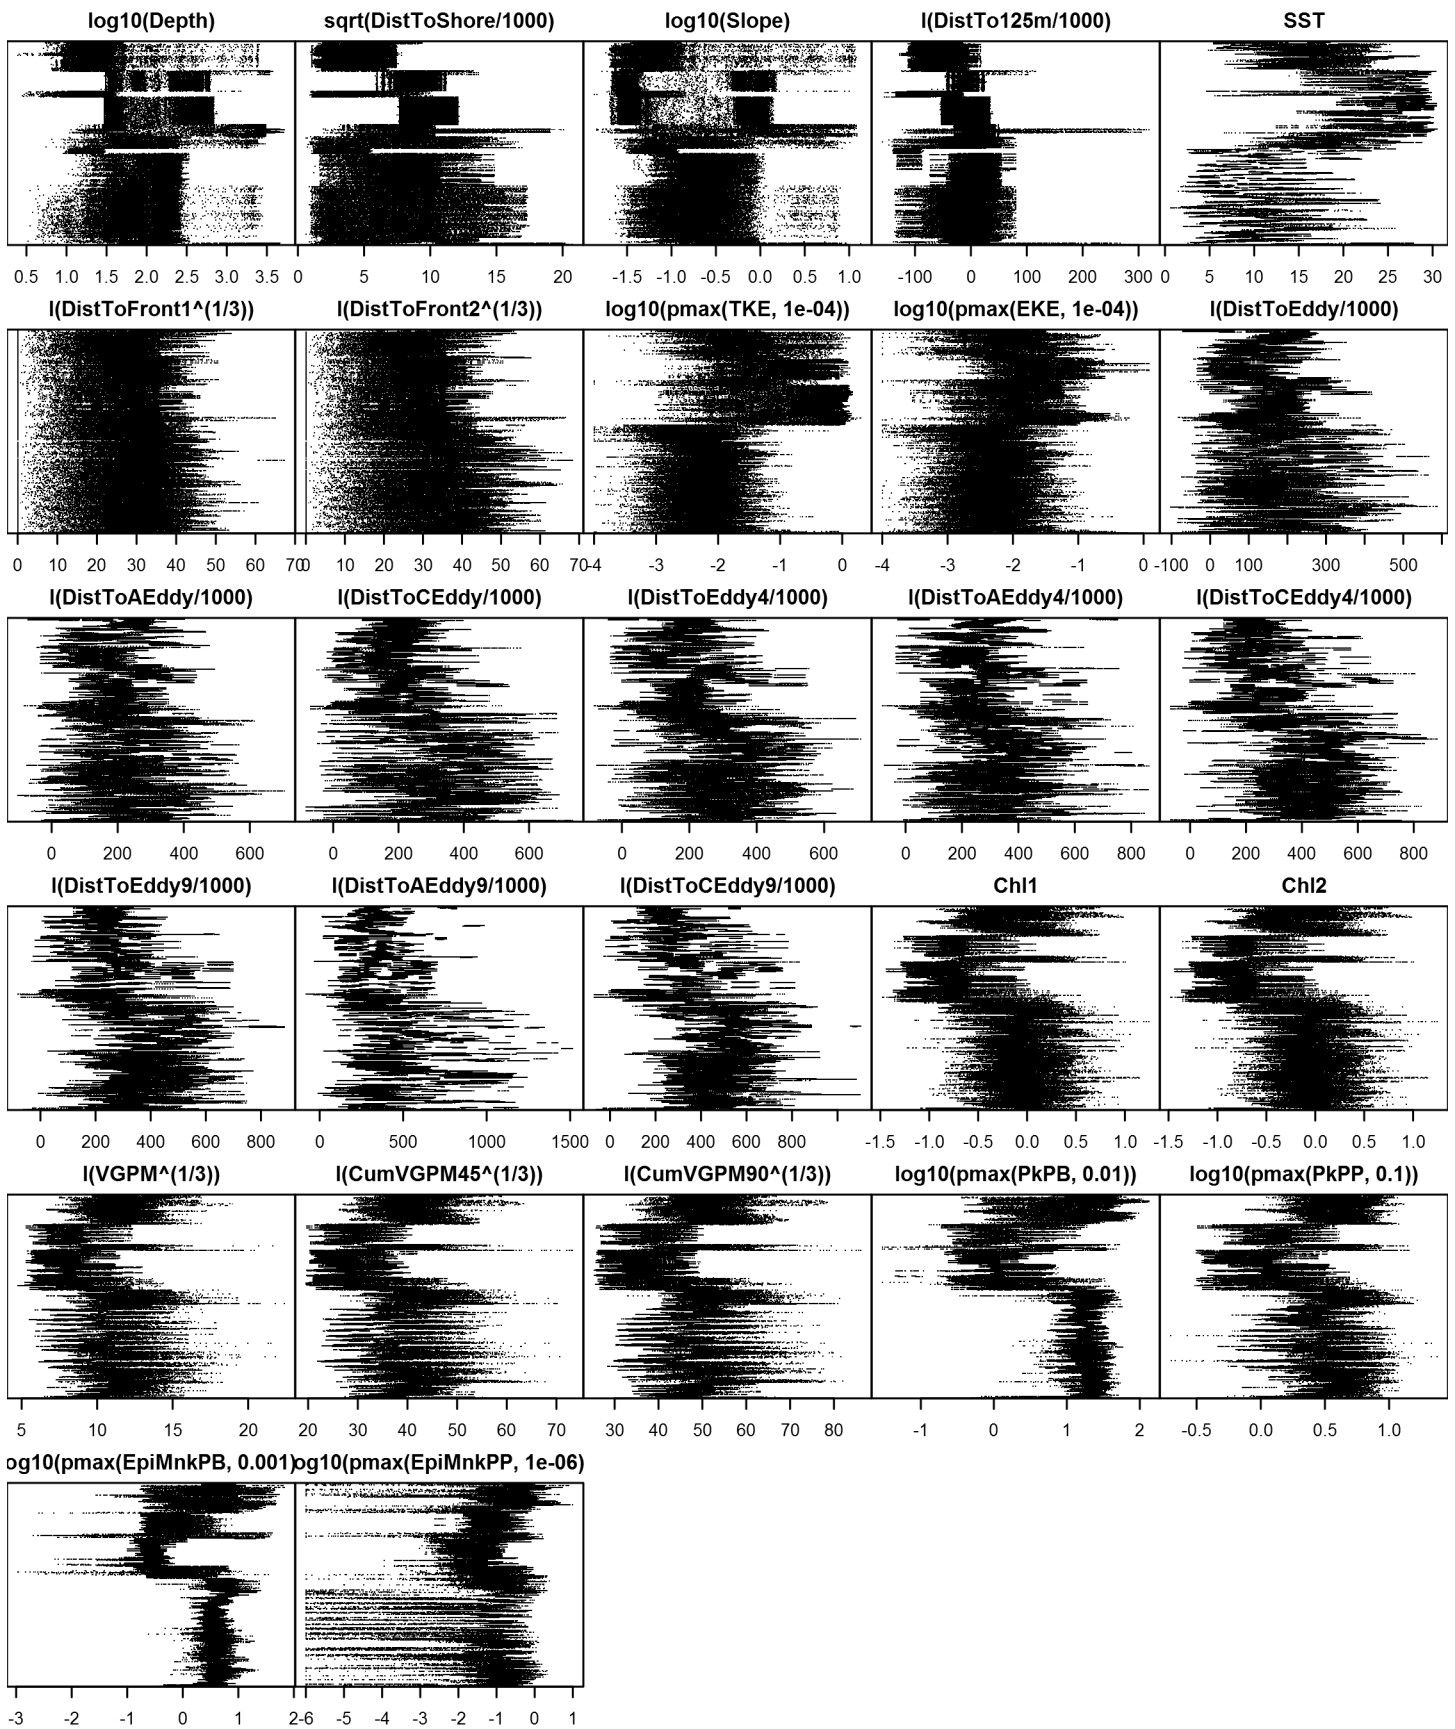 log10(Depth) sqrt(DistToShore/1000) log10(Slope) I(DistTo125m/1000) SST
0.5 1.0 1.5 2.0 2.5 3.0 3.5 0 5 10 15 20 -1.5 -1.0 -0.5 0.0 0.5 1.0 -100 0 100 200 300 0 5 10 15 20 25 30
I(DistToFront1^(1/3)) I(DistToFront2^(1/3)) log10(pmax(TKE, 1e-04)) log10(pmax(EKE, 1e-04)) I(DistToEddy/1000)
0 10 20 30 40 50 60 70 0 10 20 30 40 50 60 70 -4 -3 -2 -1 0 -4 -3 -2 -1 0 -100 0 100 300 500
I(DistToAEddy/1000) I(DistToCEddy/1000) I(DistToEddy4/1000) I(DistToAEddy4/1000) I(DistToCEddy4/1000)
0 200 400 600 0 200 400 600 0 200 400 600 0 200 400 600 800 0 200 400 600 800
I(DistToEddy9/1000) I(DistToAEddy9/1000) I(DistToCEddy9/1000) Chl1 Chl2
0 200 400 600 800 0 500 1000 1500 0 200 400 600 800 -1.5 -1.0 -0.5 0.0 0.5 1.0 -1.5 -1.0 -0.5 0.0 0.5 1.0
I(VGPM^(1/3)) I(CumVGPM45^(1/3)) I(CumVGPM90^(1/3)) log10(pmax(PkPB, 0.01)) log10(pmax(PkPP, 0.1))
5 10 15 20 20 30 40 50 60 70 30 40 50 60 70 80 -1 0 1 2 -0.5 0.0 0.5 1.0
og10(pmax(EpiMnkPB, 0.001) og10(pmax(EpiMnkPP, 1e-06)
-3 -2 -1 0 1 2 -6 -5 -4 -3 -2 -1 0 1